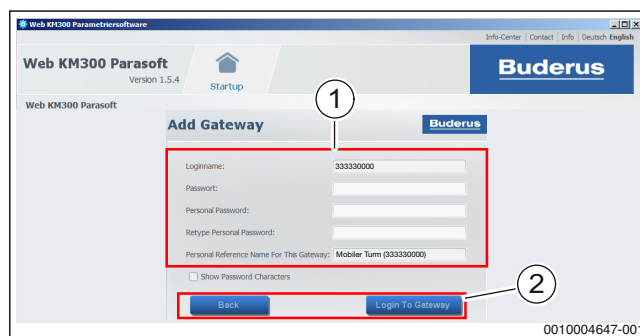 Web KM300 Parametriersoftware
Info-Center | Contact | Info | Deutsch English
Web KM300 Parasoft
Version 1.5.4
Startup
Buderus
Web KM300 Parasoft
1
Add Gateway
Buderus
Loginname: 333330000
Passwort:
Personal Password:
Retype Personal Password:
Personal Reference Name For This Gateway: Mobiler Turm (333330000)
Show Password Characters
2
Back Login To Gateway
0010004647-001